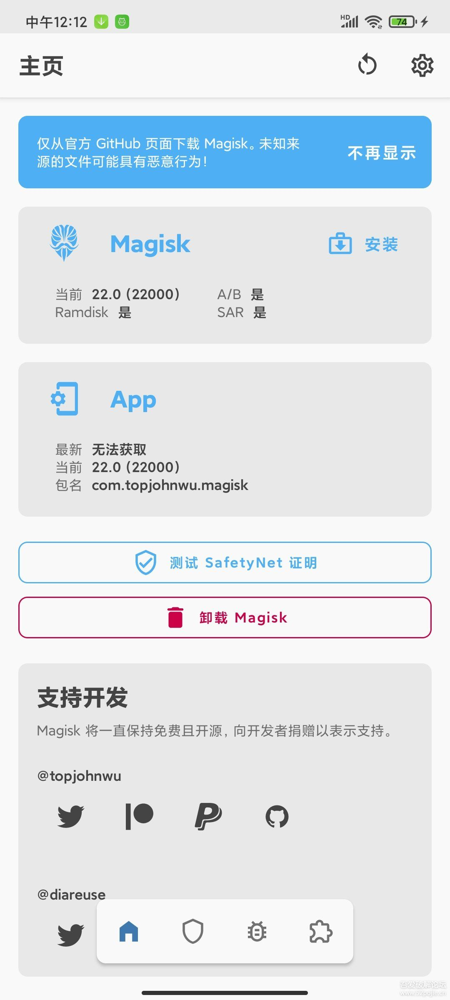 中午12:12
HD
74
主页
仅从官方 GitHub 页面下载 Magisk。未知来
源的文件可能具有恶意行为！
不再显示
Magisk
安装
当前 22.0 (22000)
A/B 是
Ramdisk 是
SAR 是
App
最新 无法获取
当前 22.0 (22000)
包名 com.topjohnwu.magisk
测试 SafetyNet 证明
卸载 Magisk
支持开发
Magisk 将一直保持免费且开源，向开发者捐赠以表示支持。
@topjohnwu
@diareuse
吾爱破解论坛
www.52pojie.cn